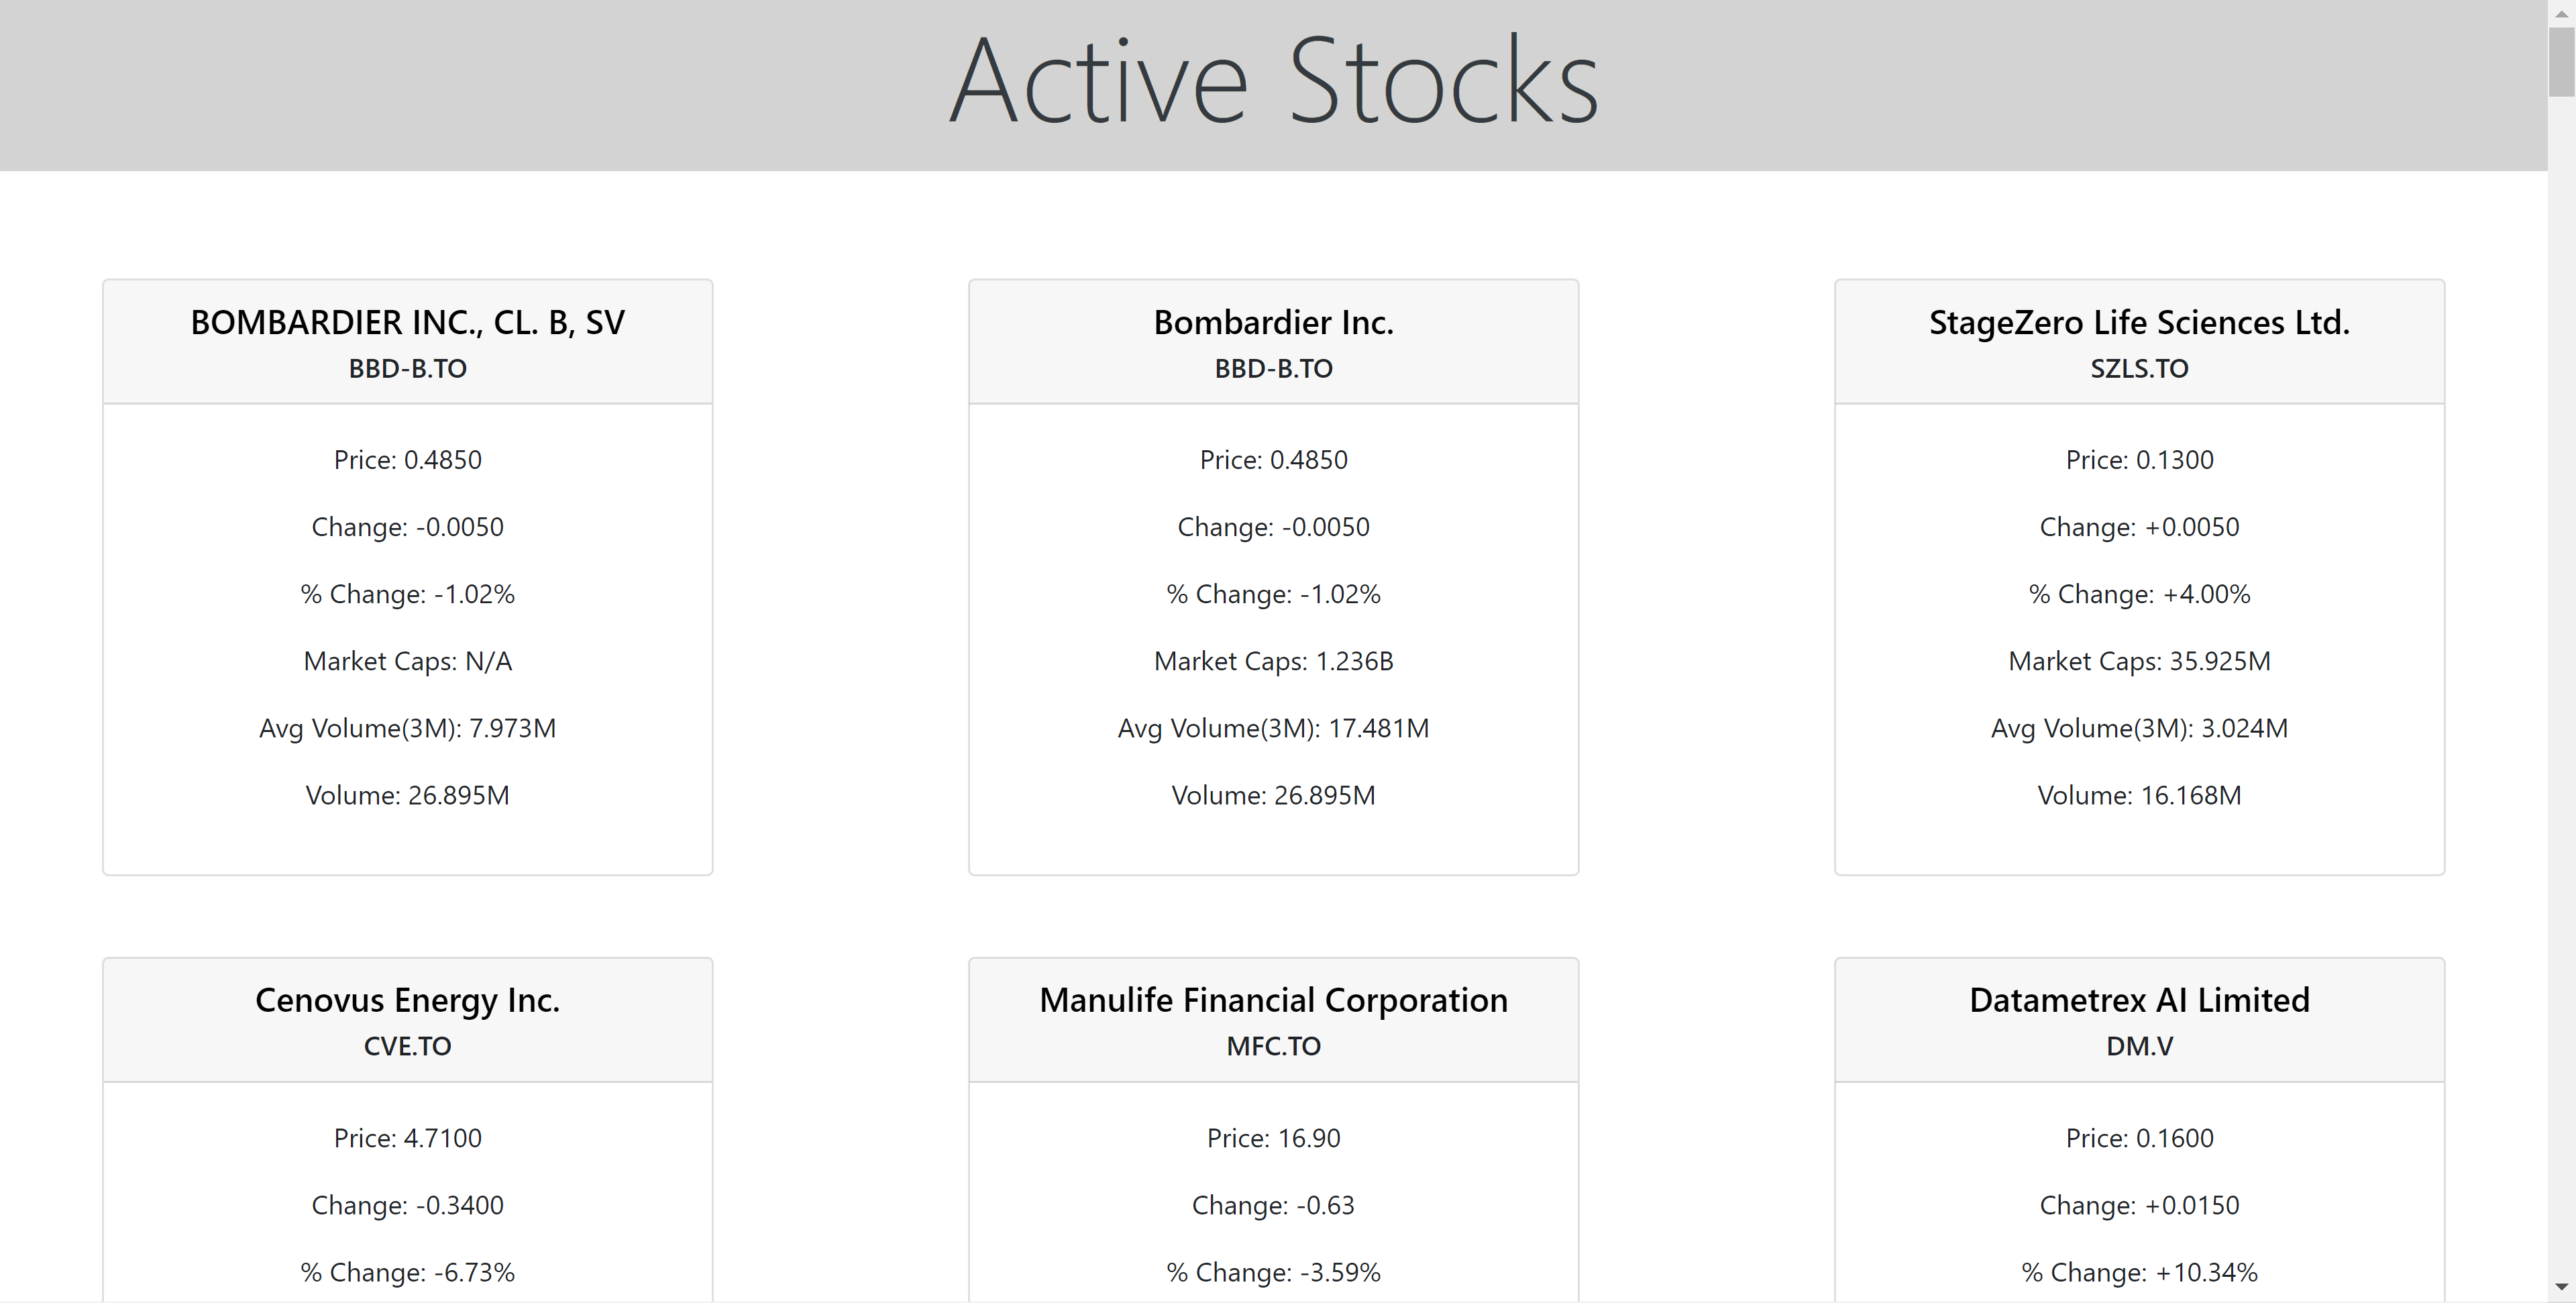 Active Stocks
BOMBARDIER INC., CL. B, SV
BBD-B.TO
Price: 0.4850
Change: -0.0050
% Change: -1.02%
Market Caps: N/A
Avg Volume(3M): 7.973M
Volume: 26.895M
Bombardier Inc.
BBD-B.TO
Price: 0.4850
Change: -0.0050
% Change: -1.02%
Market Caps: 1.236B
Avg Volume(3M): 17.481M
Volume: 26.895M
StageZero Life Sciences Ltd.
SZLS.TO
Price: 0.1300
Change: +0.0050
% Change: +4.00%
Market Caps: 35.925M
Avg Volume(3M): 3.024M
Volume: 16.168M
Cenovus Energy Inc.
CVE.TO
Price: 4.7100
Change: -0.3400
% Change: -6.73%
Manulife Financial Corporation
MFC.TO
Price: 16.90
Change: -0.63
% Change: -3.59%
Datametrex AI Limited
DM.V
Price: 0.1600
Change: +0.0150
% Change: +10.34%